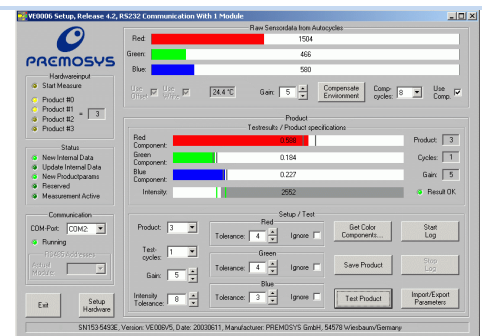 VE0006 Setup, Release 4.2, RS232 Communication With 1 Module
PREMOSYS
Hardwareinput
Start Measure
Product #0
Product #1
Product #2
Product #3
= 3
Status
New Internal Data
Update Internal Data
New Productparams
Reserved
Measurement Active
Communication
COM-Port: COM2
Running
RS485 Addresses
Actual
Module:
Exit
Setup
Hardware
Raw Sensordata from Autocycles
Red: 1504
Green: 466
Blue: 580
Use
Offset
Use
White
24.4 °C
Gain: 5
Compensate
Environment
Comp-
cycles: 8
Use
Comp.
Product
Testresults / Product specifications
Red
Component: 0.588
Product: 3
Green
Component: 0.184
Cycles: 1
Blue
Component: 0.227
Gain: 5
Intensity: 2552
Result OK
Setup / Test
Product: 3
Test-
cycles: 1
Gain: 5
Intensity
Tolerance: 8
Red
Tolerance: 4 Ignore
Green
Tolerance: 4 Ignore
Blue
Tolerance: 3 Ignore
Get Color
Components...
Start
Log
Save Product
Stop
Log
Test Product
Import/Export
Parameters
SN153-5493E, Version: VE006V5, Date: 20030611, Manufacturer: PREMOSYS GmbH, 54578 Wiesbaum/Germany